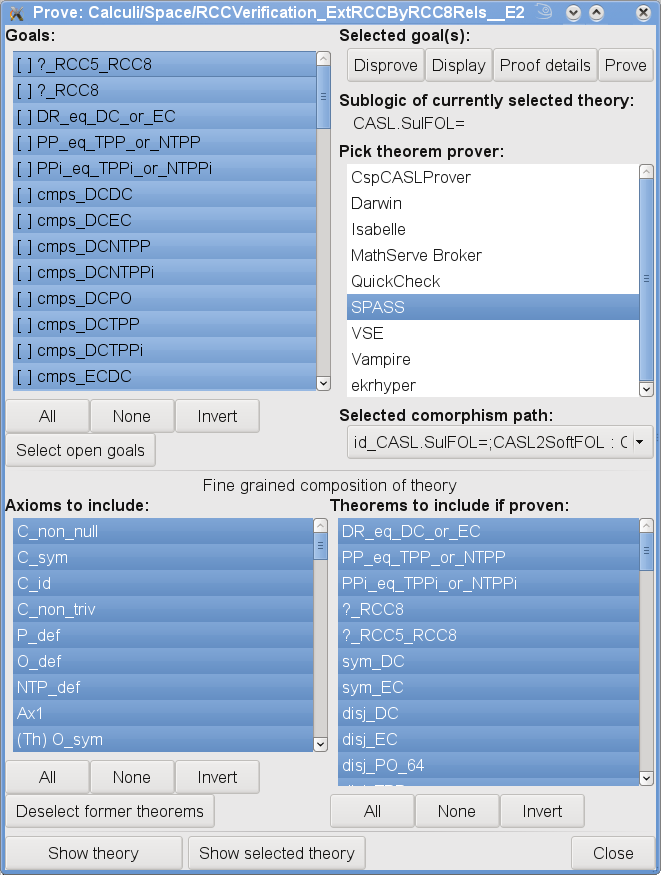 Prove: Calculi/Space/RCCVerification_ExtRCCByRCC8Rels__E2
Goals:
[ ] ?_RCC5_RCC8
[ ] ?_RCC8
[ ] DR_eq_DC_or_EC
[ ] PP_eq_TPP_or_NTPP
[ ] PPi_eq_TPPi_or_NTPPi
[ ] cmps_DCDC
[ ] cmps_DCEC
[ ] cmps_DCNTPP
[ ] cmps_DCNTPPi
[ ] cmps_DCPO
[ ] cmps_DCTPP
[ ] cmps_DCTPPi
[ ] cmps_ECDC
All None Invert
Select open goals
Selected goal(s):
Disprove Display Proof details Prove
Sublogic of currently selected theory:
CASL.SulFOL=
Pick theorem prover:
CspCASLProver
Darwin
Isabelle
MathServe Broker
QuickCheck
SPASS
VSE
Vampire
ekrhyper
Selected comorphism path:
id_CASL.SulFOL=;CASL2SoftFOL : C
Fine grained composition of theory
Axioms to include:
C_non_null
C_sym
C_id
C_non_triv
P_def
O_def
NTP_def
Ax1
(Th) O_sym
All None Invert
Deselect former theorems
Theorems to include if proven:
DR_eq_DC_or_EC
PP_eq_TPP_or_NTPP
PPi_eq_TPPi_or_NTPPi
?_RCC8
?_RCC5_RCC8
sym_DC
sym_EC
disj_DC
disj_EC
disj_PO_64
All None Invert
Show theory Show selected theory Close